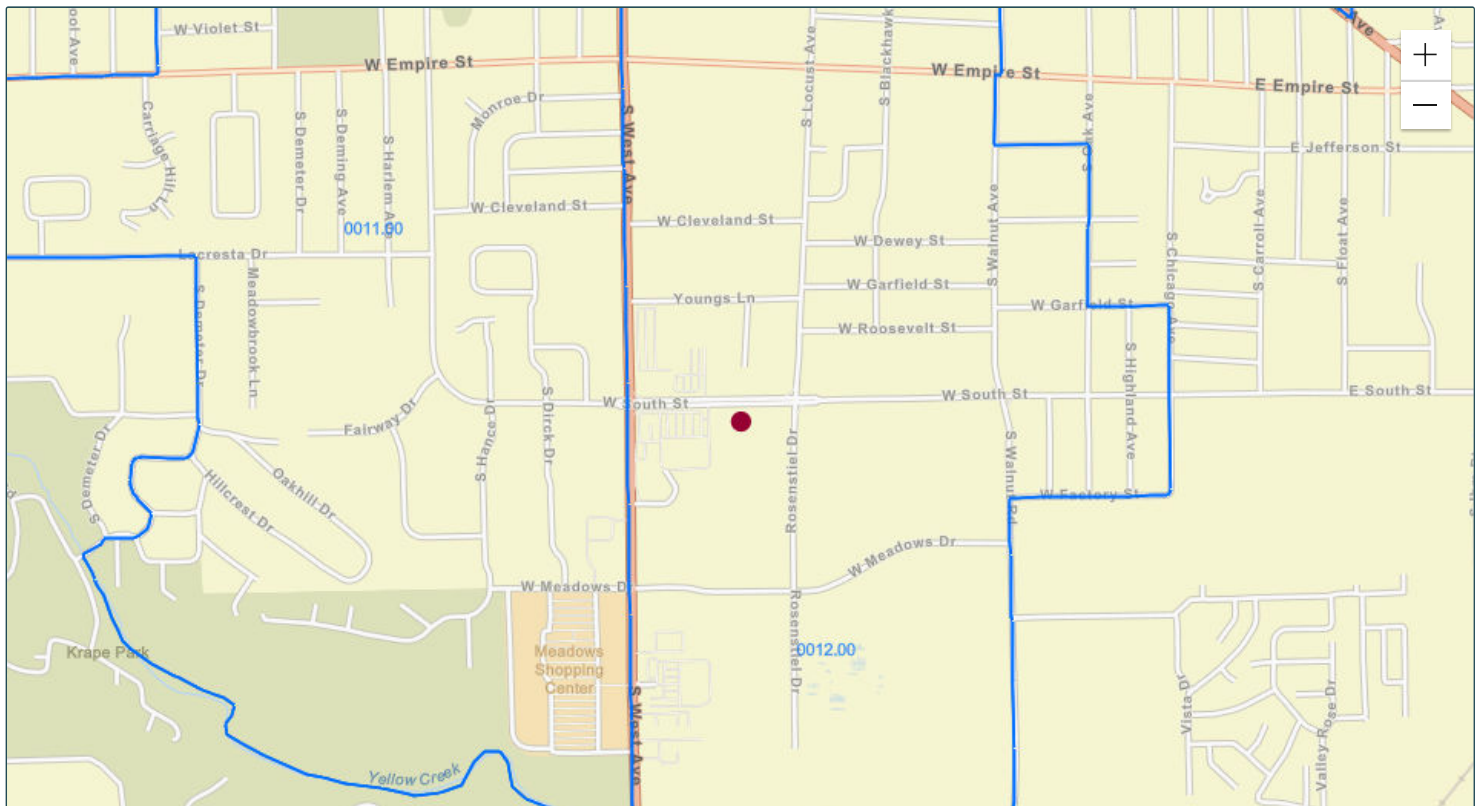 ool Ave
W Violet St
W Empire St
Carriage Hill Ln
S Demeter Dr
S Deming Ave
S Harlem Ave
Monroe Dr
S West Ave
W Cleveland St
0011.00
Lacresta Dr
S Locust Ave
S Blackhawk
W Empire St
E Empire St
Ave
+
−
S Oak Ave
E Jefferson St
W Cleveland St
W Dewey St
S Walnut Ave
W Garfield St
Youngs Ln
W Roosevelt St
W Garfield St
S Chicago Ave
S Carroll Ave
S Float Ave
S Demeter Dr
Meadowbrook Ln
Fairway Dr
S Hance Dr
S Dirck Dr
W South St
W South St
E South St
S Highland Ave
S Demeter Dr
Hillcrest Dr
Oakhill Dr
Rosenstiel Dr
S Walnut Rd
W Factory St
W Meadows Dr
W Meadows D
Krape Park
Meadows
Shopping
Center
Rosenstiel Dr
0012.00
S West Ave
Yellow Creek
Vista Dr
Valley Rose Dr